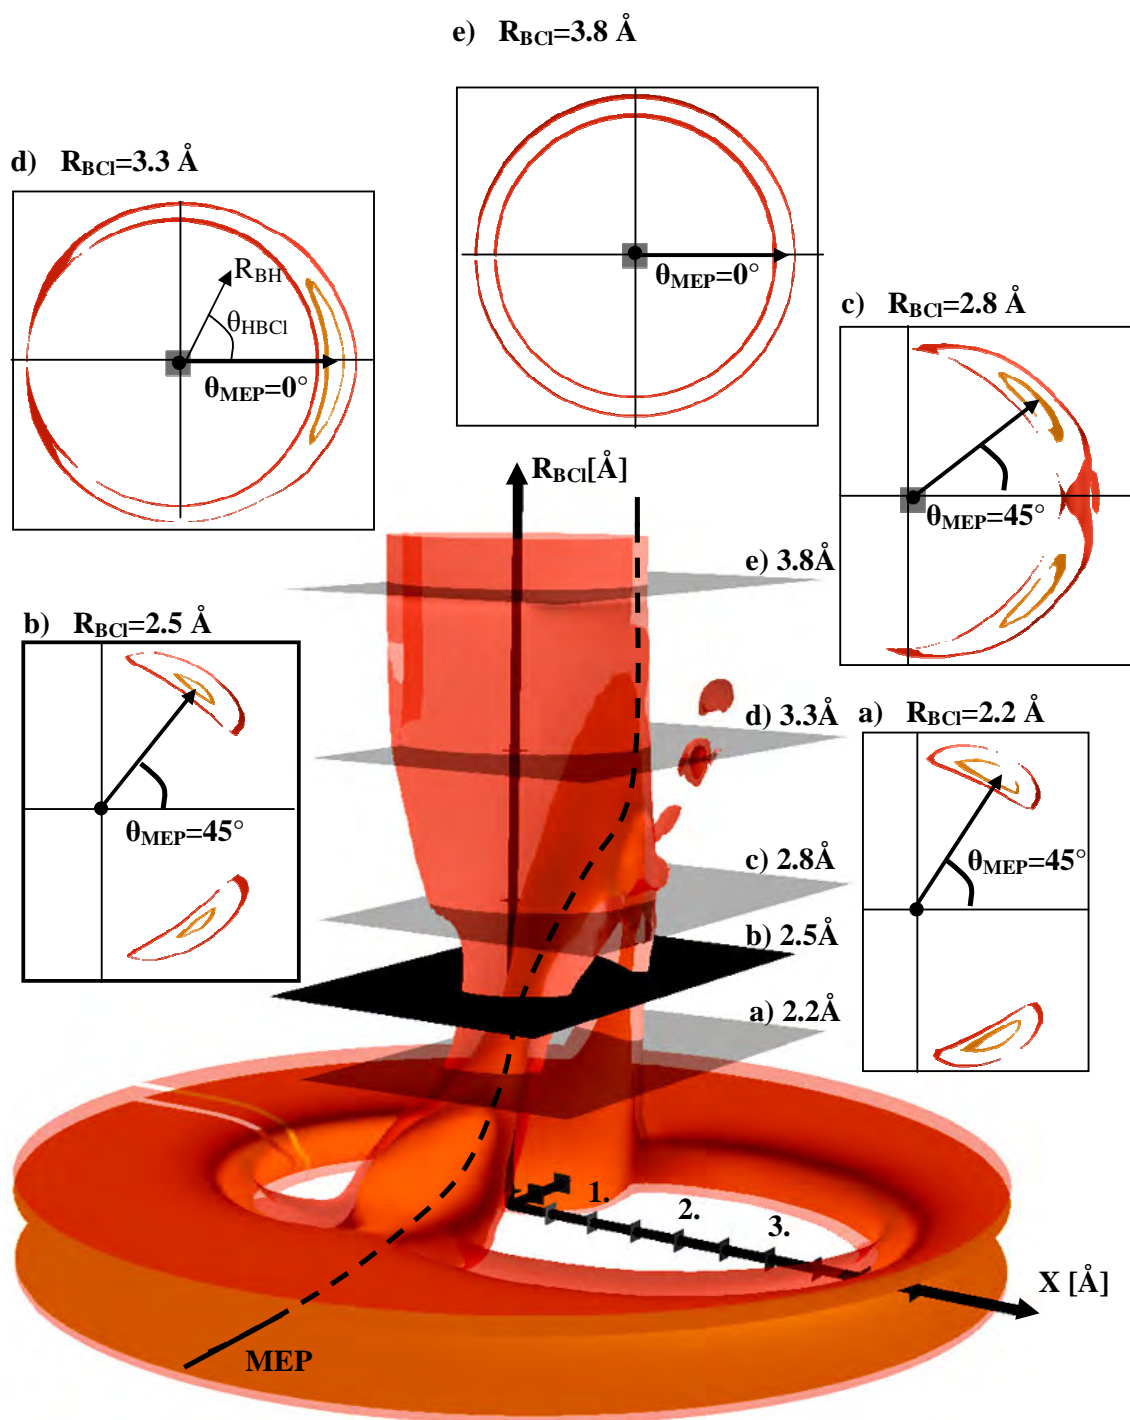 e) R_BCl=3.8 Å
θ_MEP=0°
d) R_BCl=3.3 Å
R_BH
θ_HBCl
θ_MEP=0°
c) R_BCl=2.8 Å
θ_MEP=45°
b) R_BCl=2.5 Å
θ_MEP=45°
a) R_BCl=2.2 Å
θ_MEP=45°
R_BCl[Å]
e) 3.8Å
d) 3.3Å
c) 2.8Å
b) 2.5Å
a) 2.2Å
1.
2.
3.
X [Å]
MEP